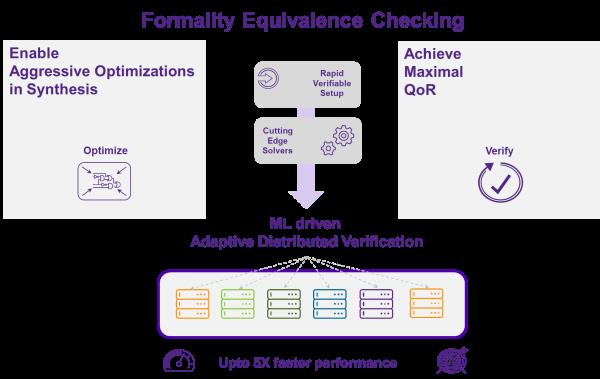 Formality Equivalence Checking
Enable
Aggressive Optimizations
in Synthesis
Optimize
Rapid
Verifiable
Setup
Cutting
Edge
Solvers
Achieve
Maximal
QoR
Verify
ML driven
Adaptive Distributed Verification
Upto 5X faster performance